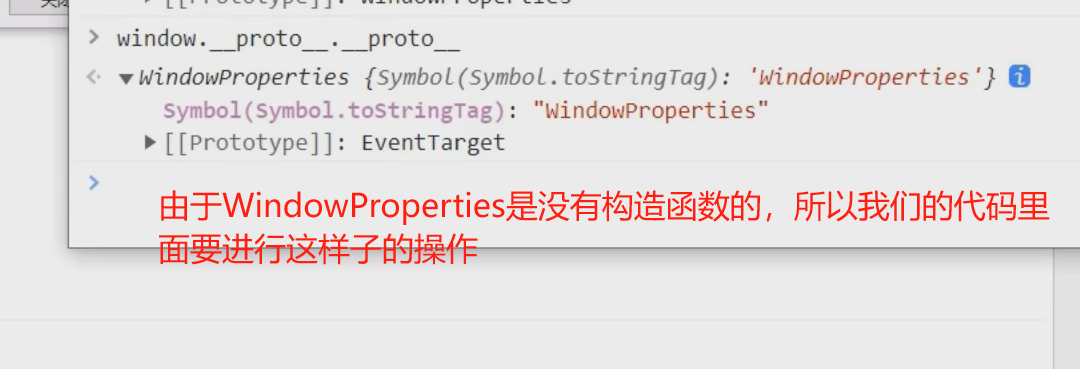 > window.__proto__.__proto__
<· ▼WindowProperties {Symbol(Symbol.toStringTag): 'WindowProperties'} i
Symbol(Symbol.toStringTag): "WindowProperties"
▶[[Prototype]]: EventTarget
>
由于WindowProperties是没有构造函数的，所以我们的代码里
面要进行这样子的操作